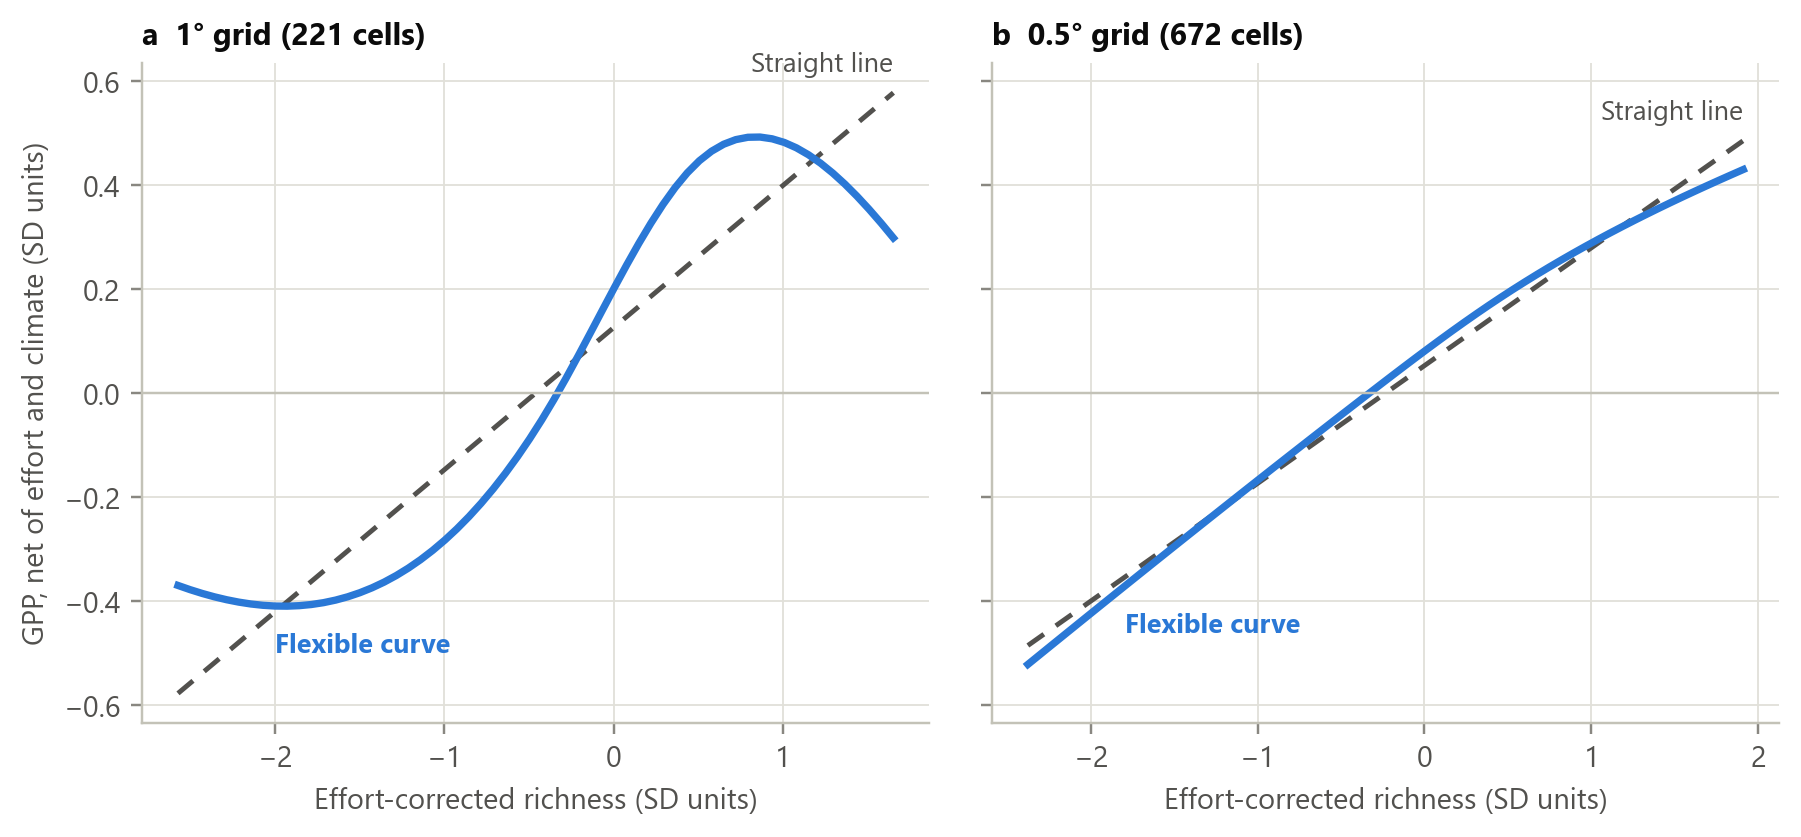 a 1° grid (221 cells)
b 0.5° grid (672 cells)
Straight line
Straight line
0.6
0.4
0.2
0.0
−0.2
−0.4
−0.6
GPP, net of effort and climate (SD units)
Flexible curve
Flexible curve
−2 −1 0 1
−2 −1 0 1 2
Effort-corrected richness (SD units)
Effort-corrected richness (SD units)